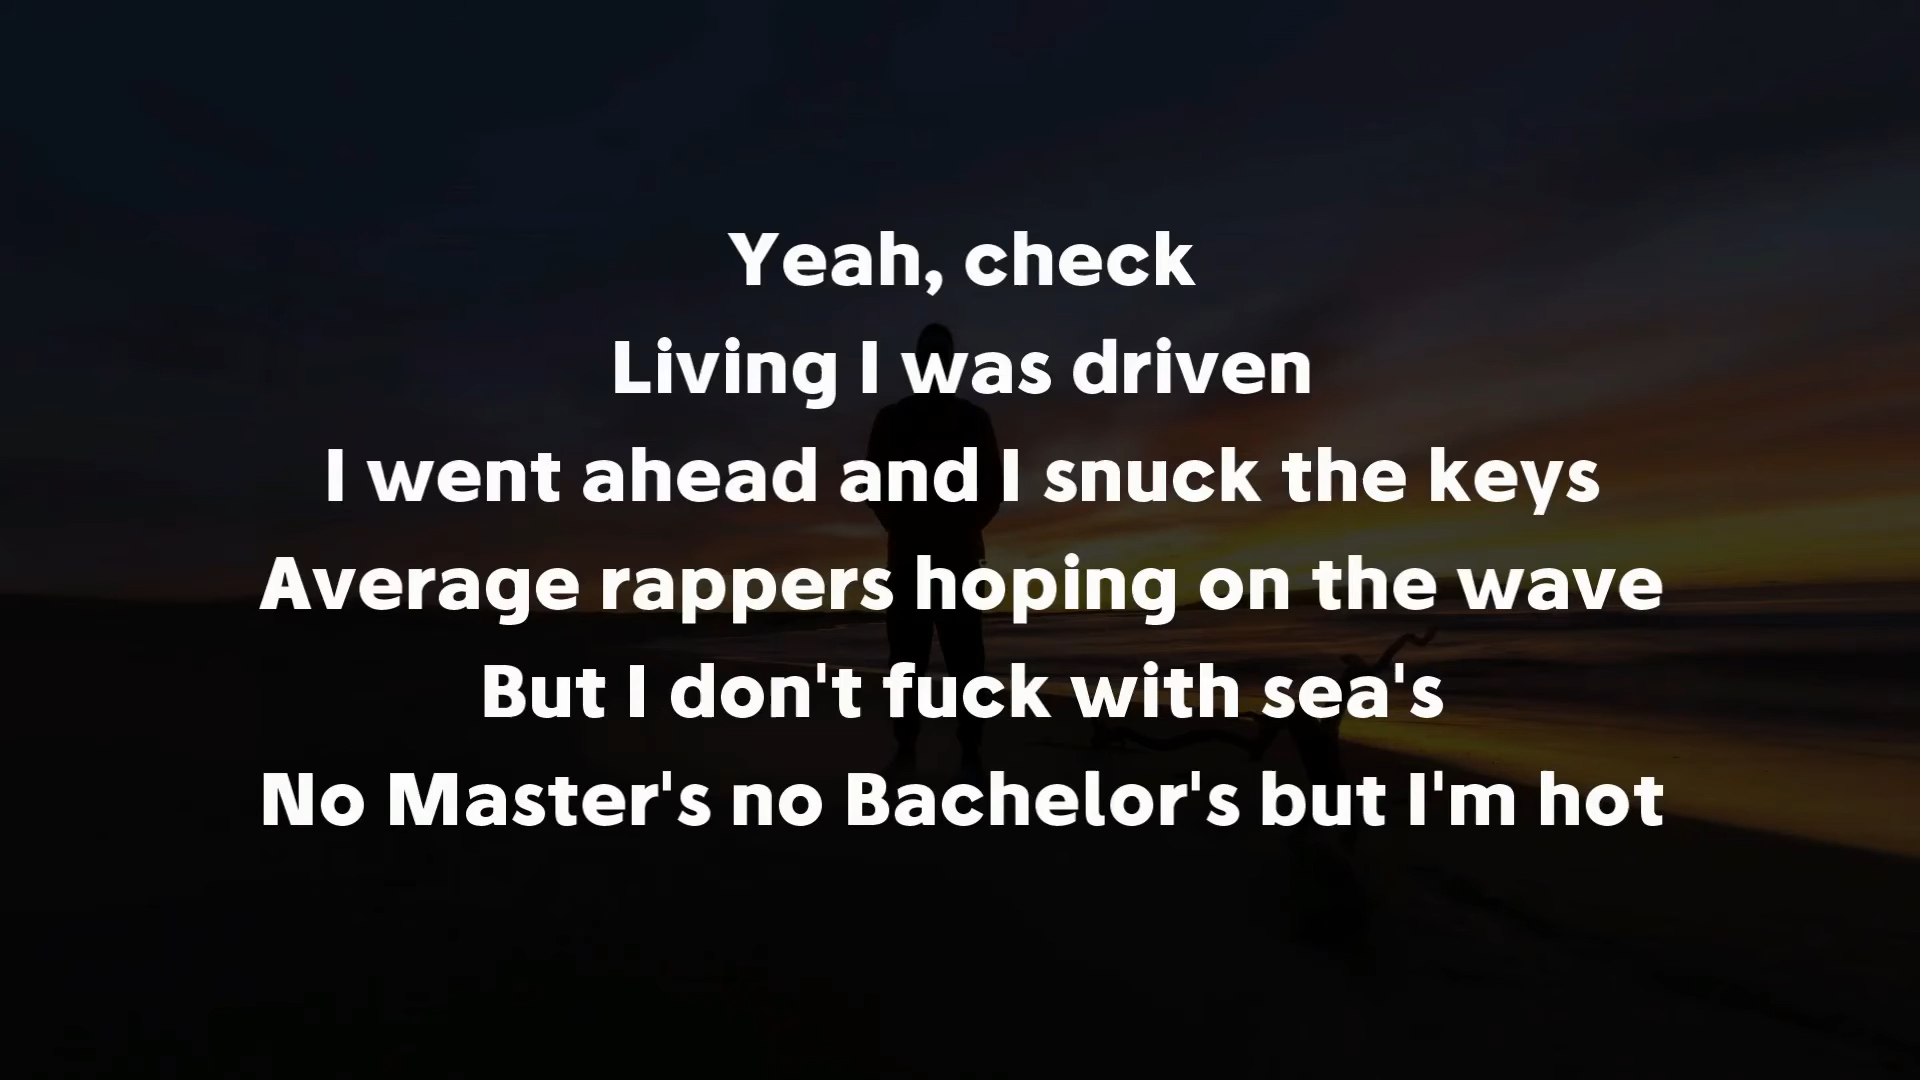 Yeah, check
Living I was driven
I went ahead and I snuck the keys
Average rappers hoping on the wave
But I don't fuck with sea's
No Master's no Bachelor's but I'm hot